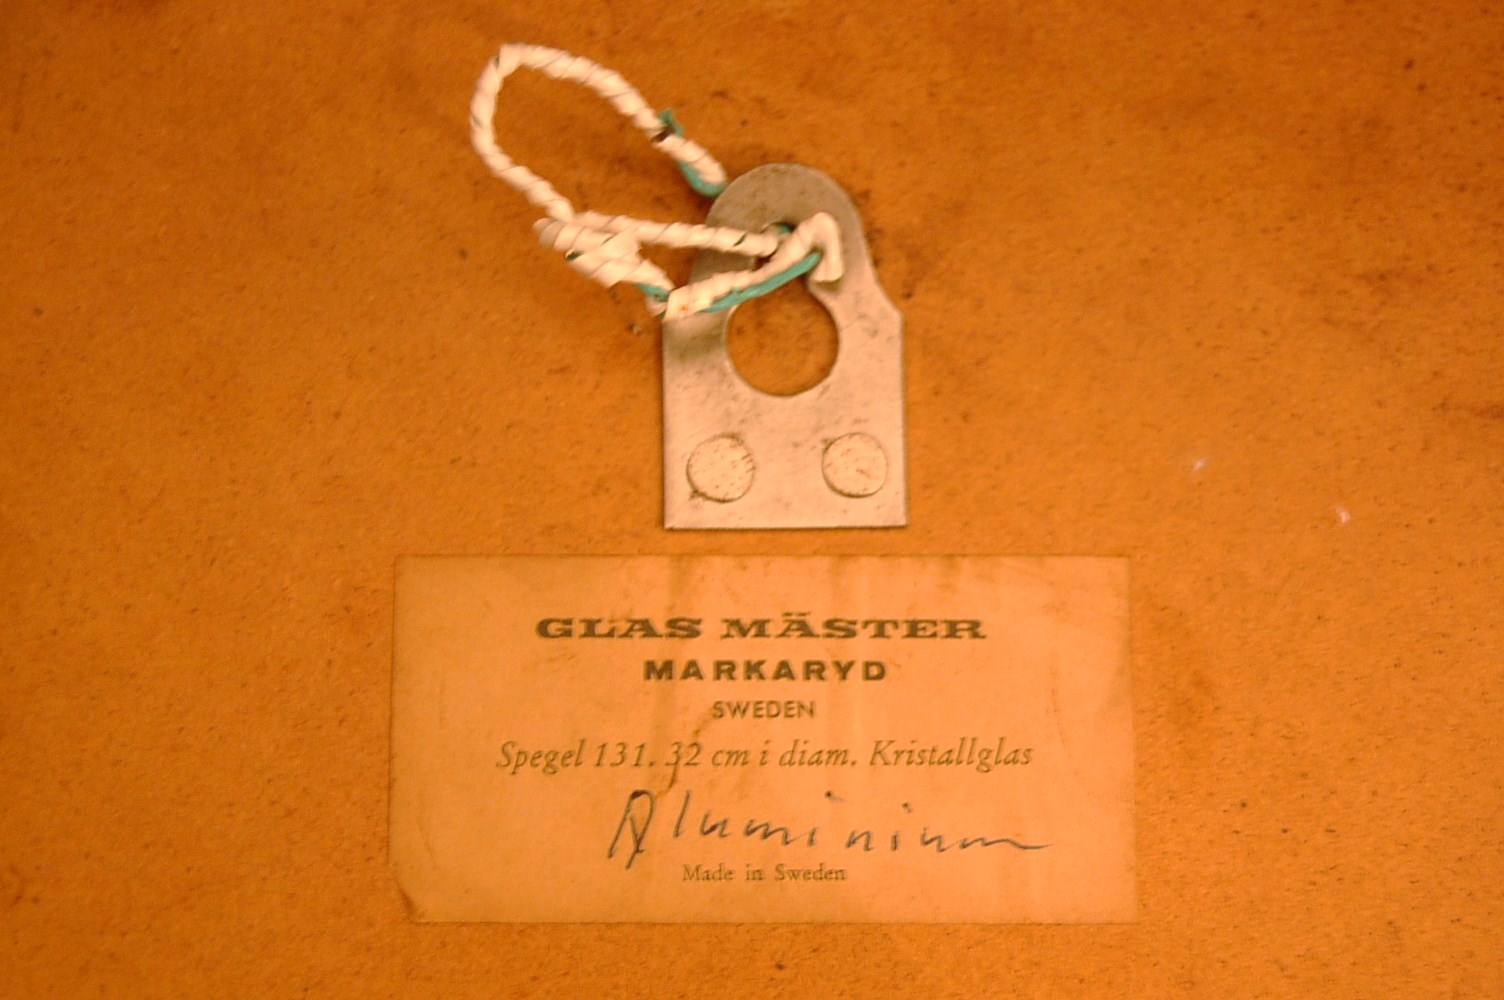 GLAS MÄSTER
MARKARYD
SWEDEN
Spegel 131. 32 cm i diam. Kristallglas
Aluminium
Made in Sweden